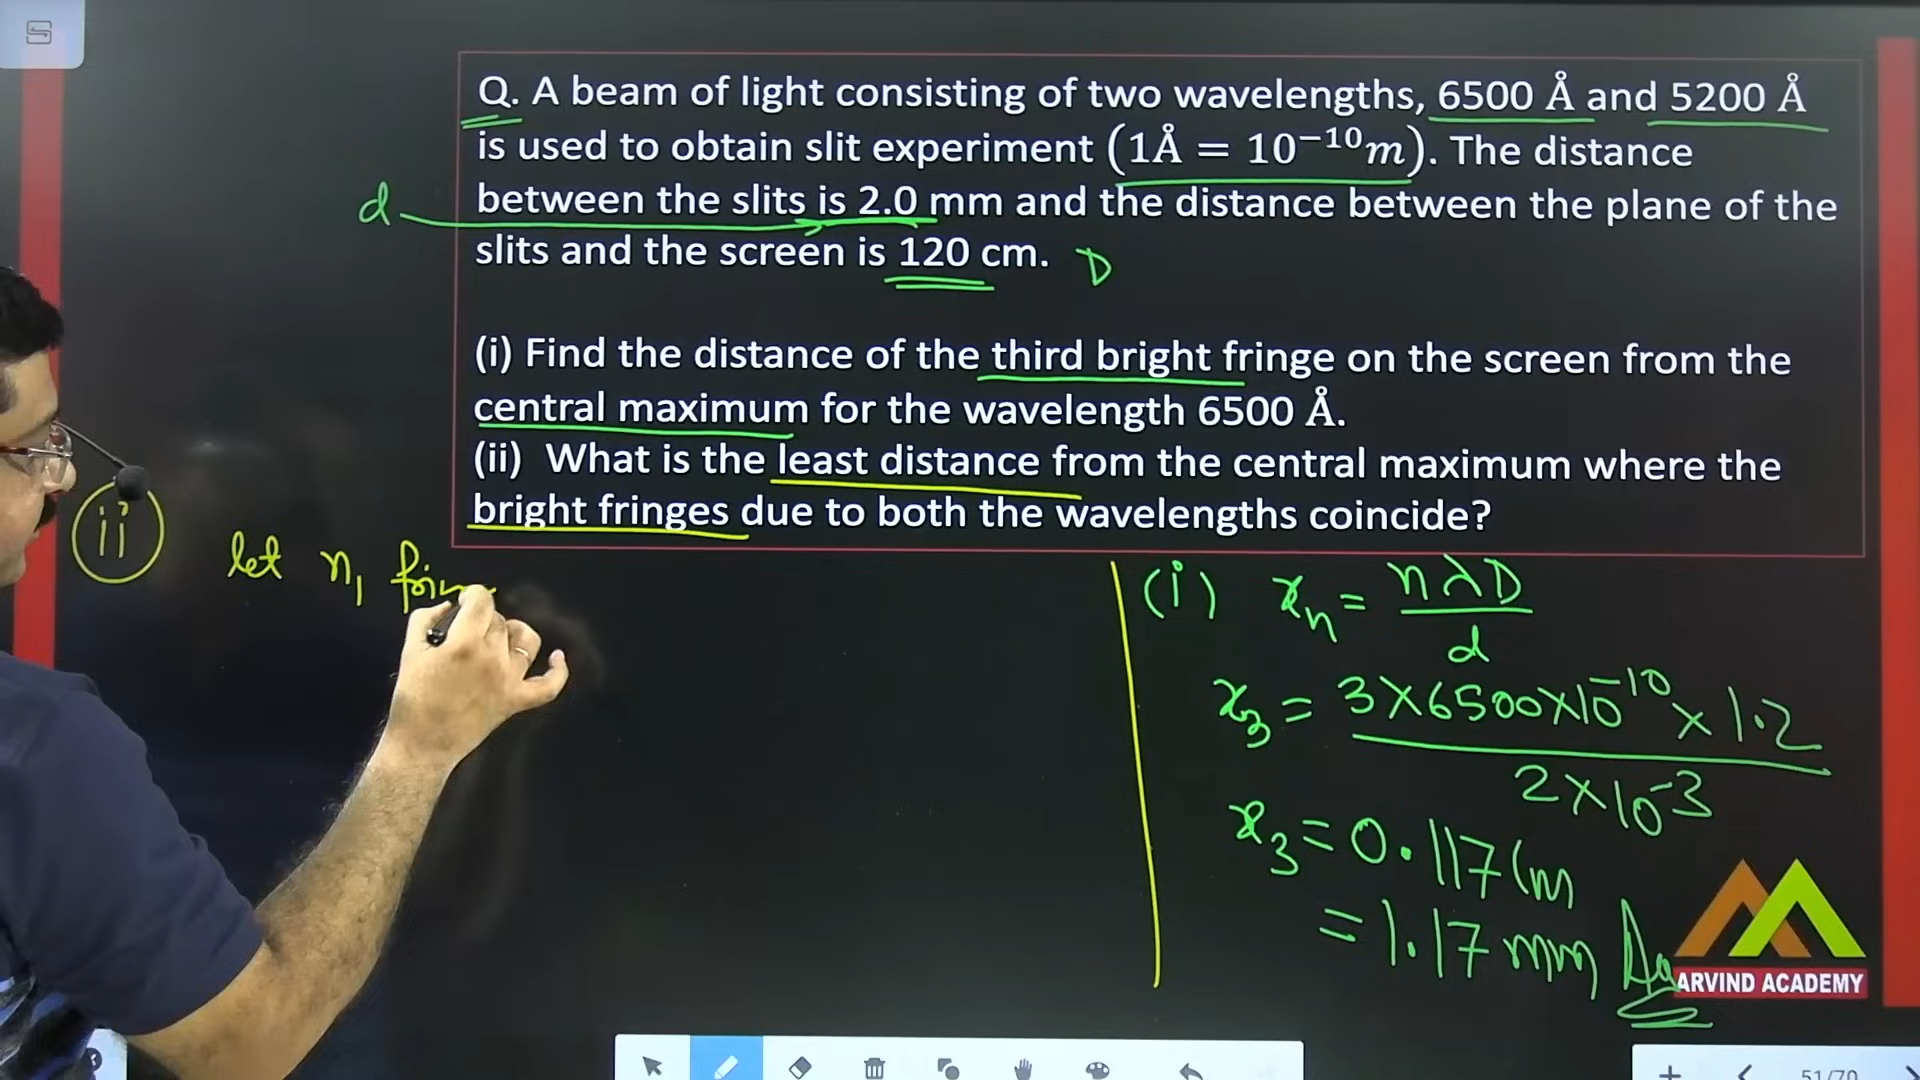 Q. A beam of light consisting of two wavelengths, 6500 Å and 5200 Å
is used to obtain slit experiment (1Å = 10⁻¹⁰m). The distance
between the slits is 2.0 mm and the distance between the plane of the
slits and the screen is 120 cm.
d
D
(i) Find the distance of the third bright fringe on the screen from the
central maximum for the wavelength 6500 Å.
(ii) What is the least distance from the central maximum where the
bright fringes due to both the wavelengths coincide?
ii let n₁
(i) xₙ = nλD/d
x₃ = 3×6500×10⁻¹⁰×1.2/2×10⁻³
x₃ = 0.117 cm
= 1.17 mm
ARVIND ACADEMY
51/70